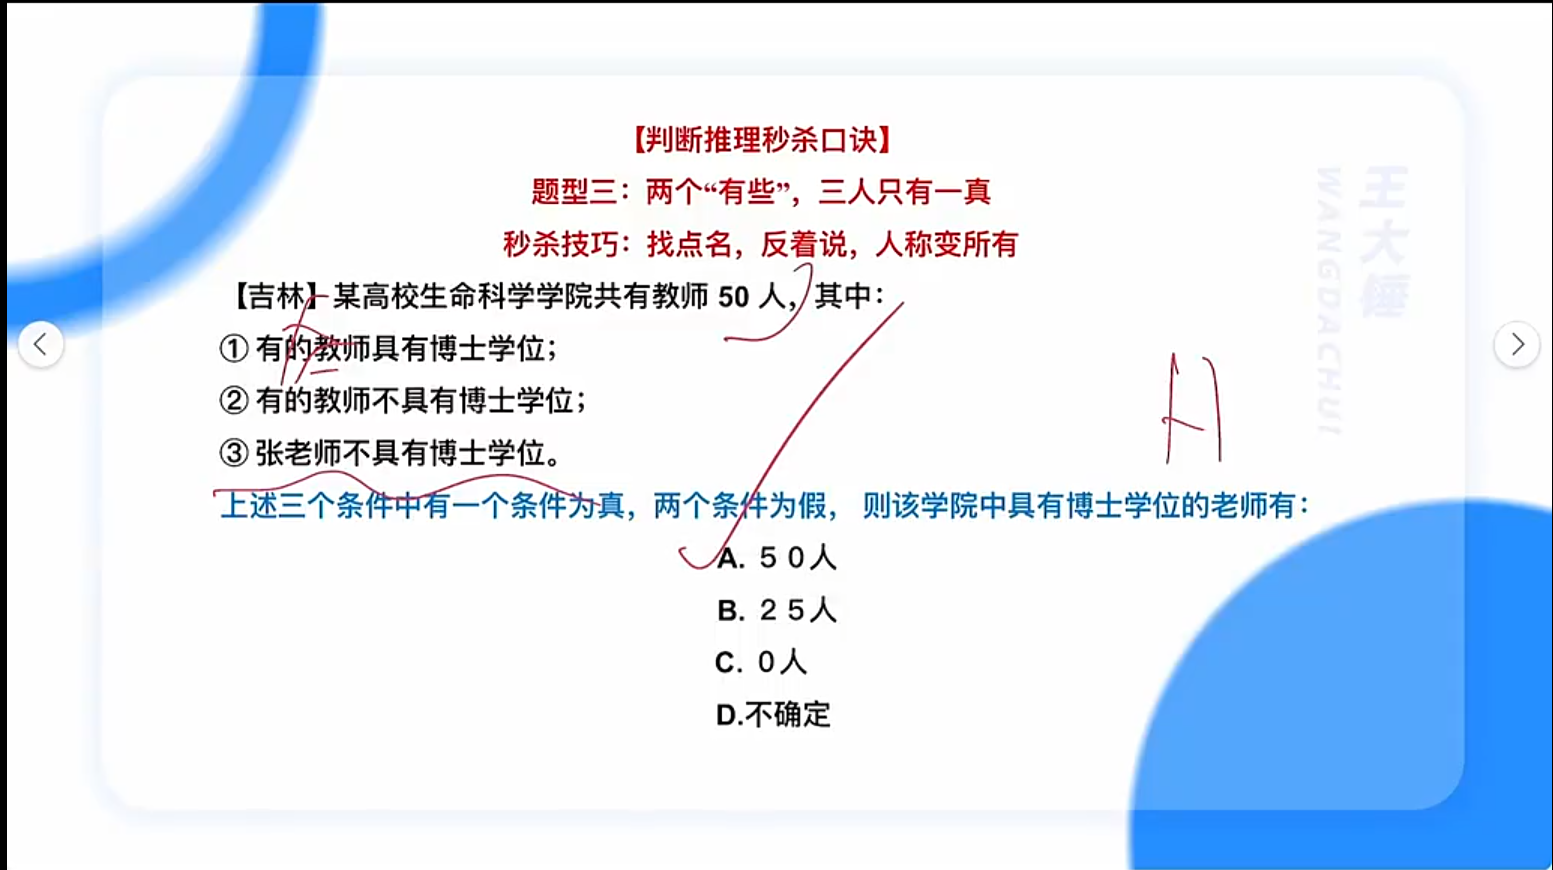 【判断推理秒杀口诀】
题型三：两个“有些”，三人只有一真
秒杀技巧：找点名，反着说，人称变所有
【吉林】某高校生命科学学院共有教师 50 人，其中：
① 有的教师具有博士学位；
② 有的教师不具有博士学位；
③ 张老师不具有博士学位。
上述三个条件中有一个条件为真，两个条件为假， 则该学院中具有博士学位的老师有：
A. ５０人
B. ２５人
C. ０人
D.不确定
王大锤
WANGDACHUI